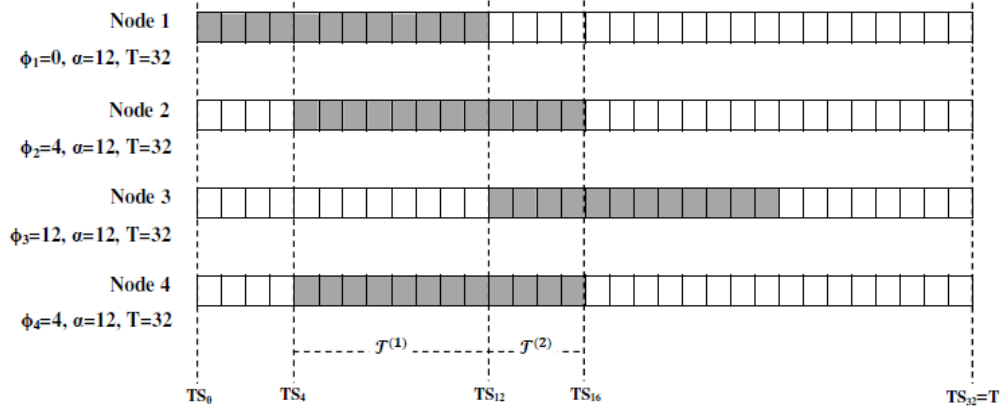 Node 1
ϕ₁=0, α=12, T=32
Node 2
ϕ₂=4, α=12, T=32
Node 3
ϕ₃=12, α=12, T=32
Node 4
ϕ₄=4, α=12, T=32
𝒯⁽¹⁾ 𝒯⁽²⁾
TS₀ TS₄ TS₁₂ TS₁₆ TS₃₂=T